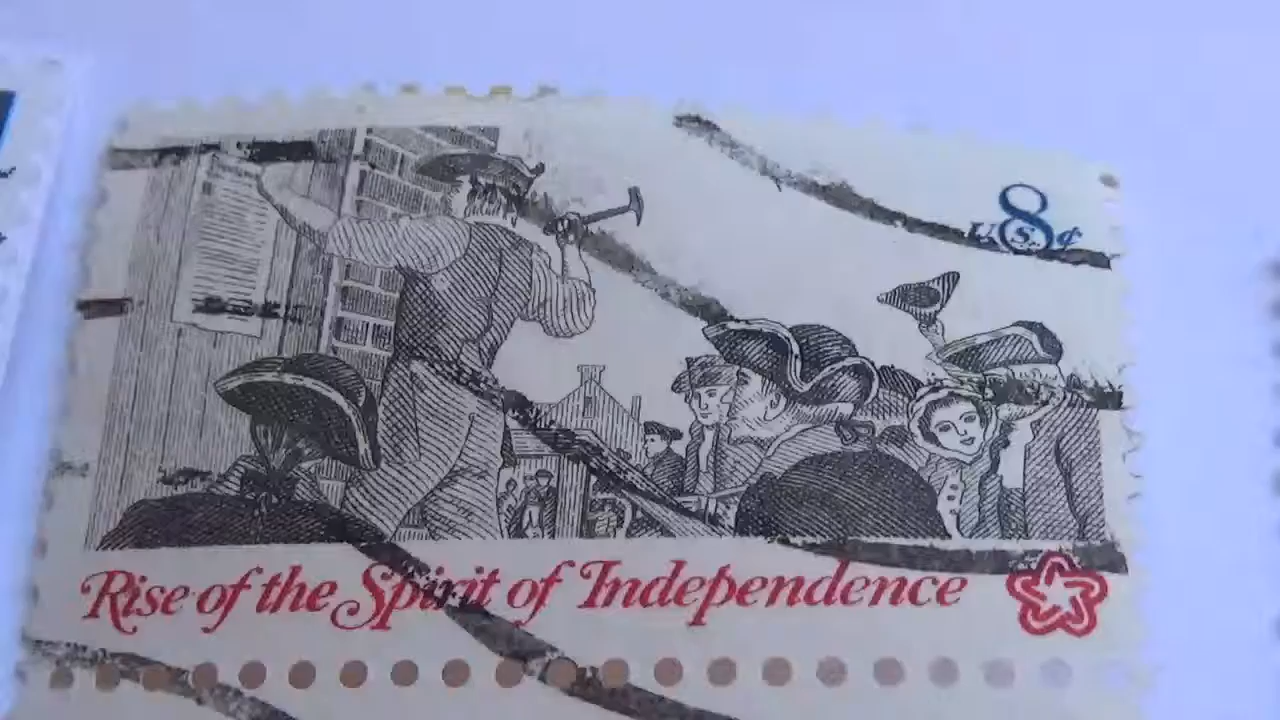 8
U.S. ¢
Rise of the Spirit of Independence